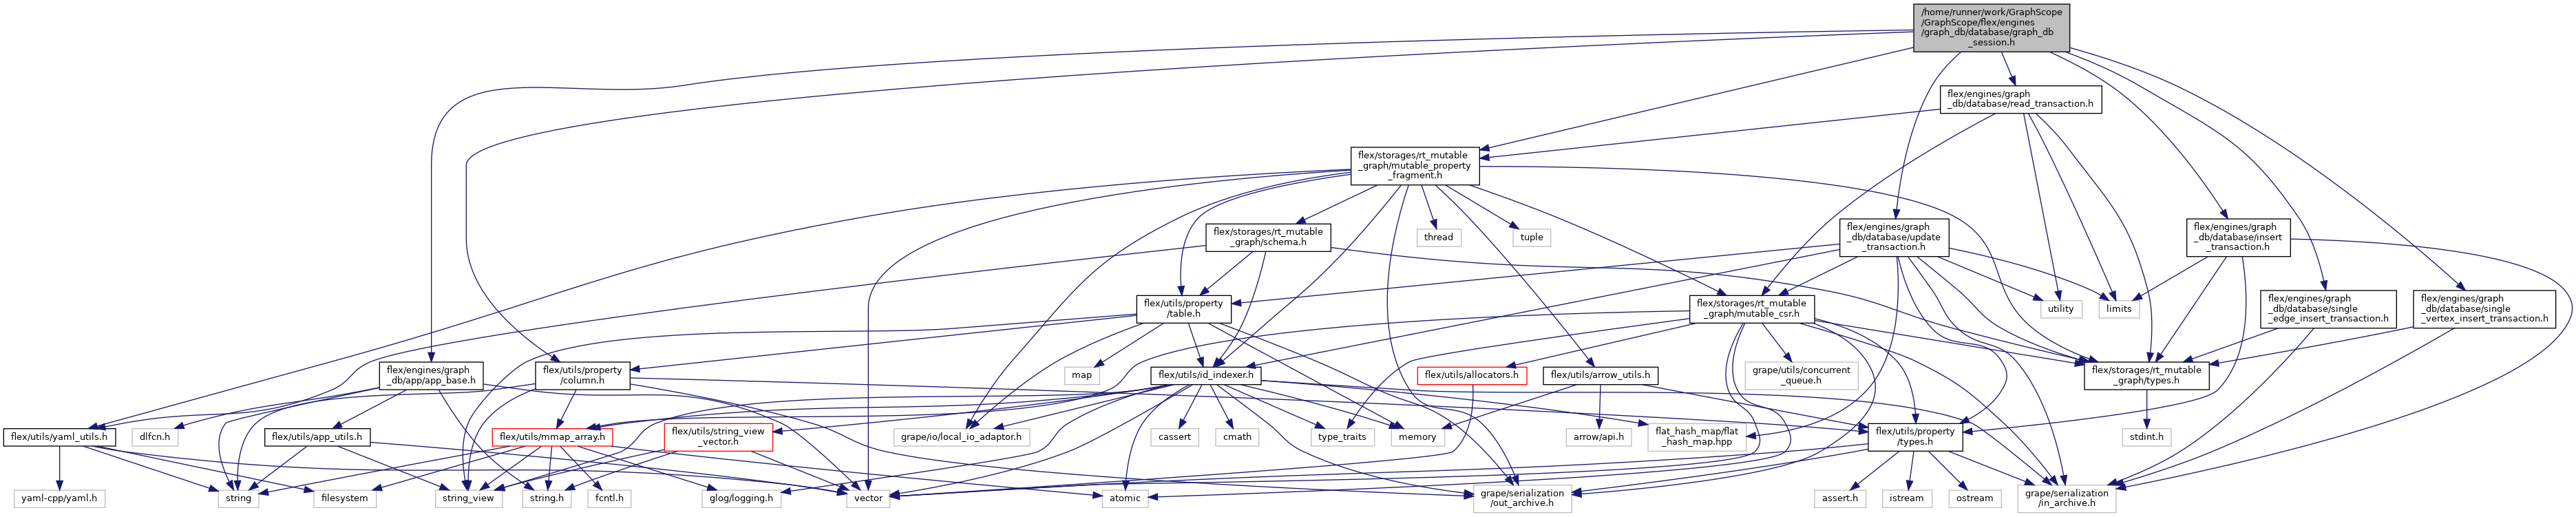 /home/runner/work/GraphScope
/GraphScope/flex/engines
/graph_db/database/graph_db
_session.h
flex/engines/graph
_db/database/read_transaction.h
flex/storages/rt_mutable
_graph/mutable_property
_fragment.h
flex/storages/rt_mutable
_graph/schema.h
thread
tuple
flex/engines/graph
_db/database/update
_transaction.h
flex/engines/graph
_db/database/insert
_transaction.h
flex/utils/property
/table.h
flex/storages/rt_mutable
_graph/mutable_csr.h
utility
limits
flex/engines/graph
_db/database/single
_edge_insert_transaction.h
flex/engines/graph
_db/database/single
_vertex_insert_transaction.h
flex/engines/graph
_db/app/app_base.h
flex/utils/property
/column.h
map
flex/utils/id_indexer.h
flex/utils/allocators.h
flex/utils/arrow_utils.h
grape/utils/concurrent
_queue.h
flex/storages/rt_mutable
_graph/types.h
flex/utils/yaml_utils.h
dlfcn.h
flex/utils/app_utils.h
flex/utils/mmap_array.h
flex/utils/string_view
_vector.h
grape/io/local_io_adaptor.h
cassert
cmath
type_traits
memory
arrow/api.h
flat_hash_map/flat
_hash_map.hpp
flex/utils/property
/types.h
stdint.h
yaml-cpp/yaml.h
string
filesystem
string_view
string.h
fcntl.h
glog/logging.h
vector
atomic
grape/serialization
/out_archive.h
assert.h
istream
ostream
grape/serialization
/in_archive.h